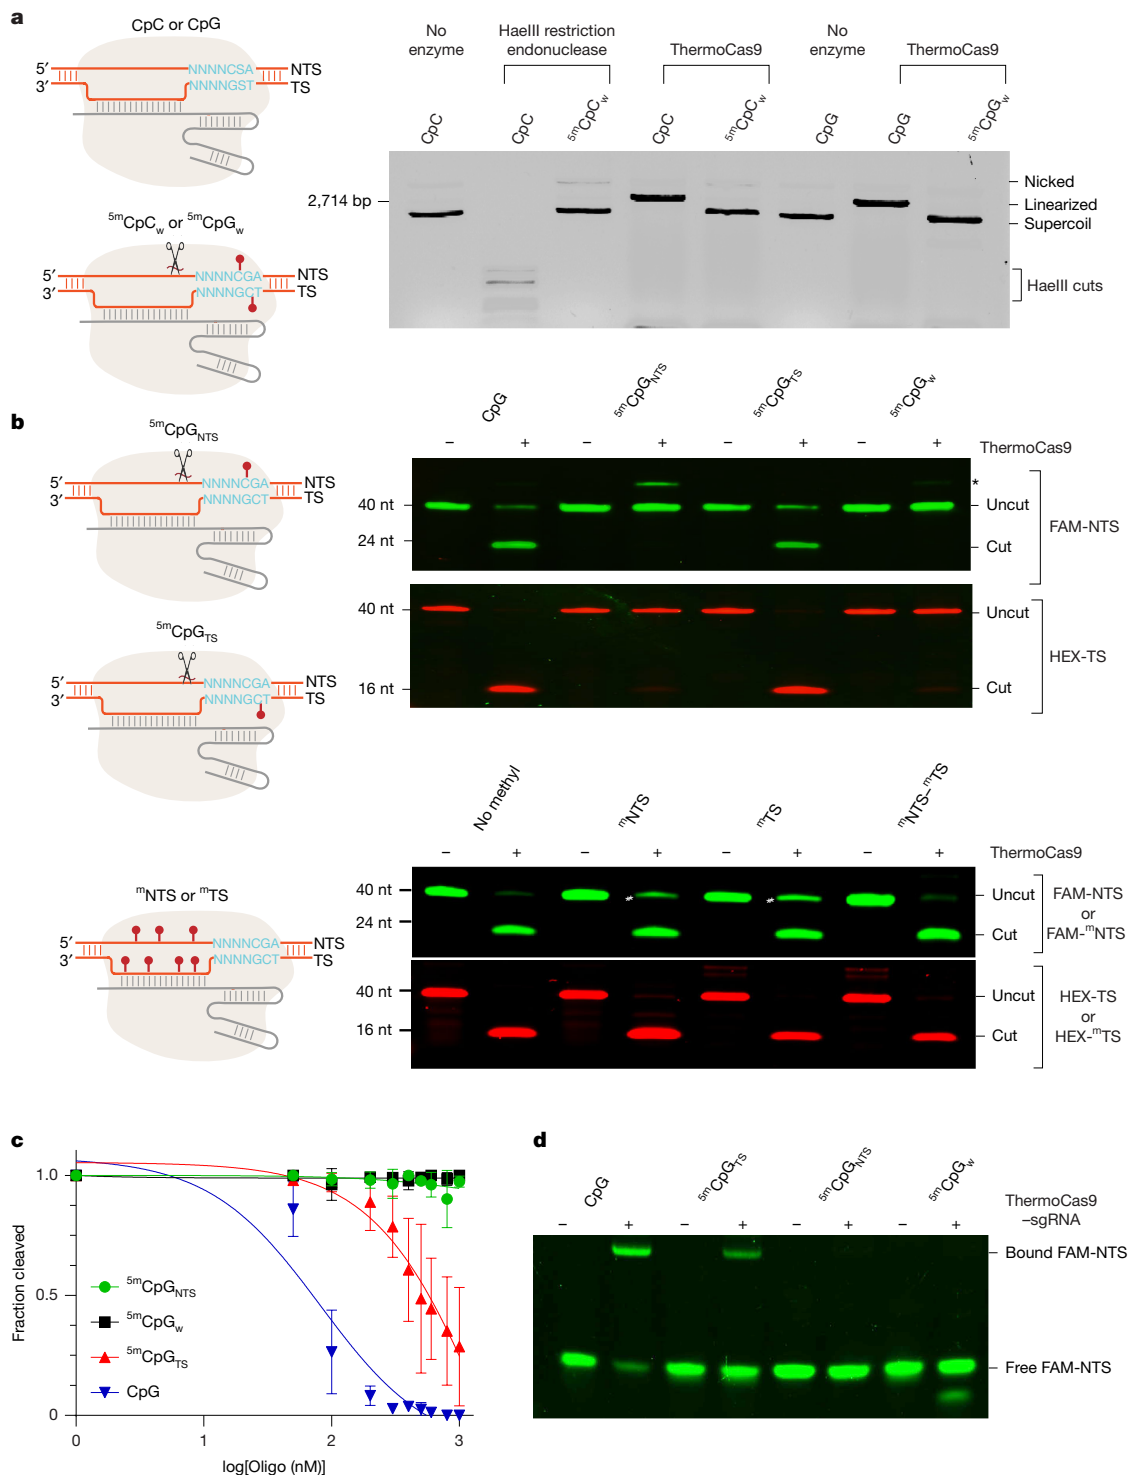 a
CpC or CpG
5′ NNNNCSA NTS
3′ NNNNGST TS
5mCpCw or 5mCpGw
5′ NNNNCGA NTS
3′ NNNNGCT TS
No enzyme
HaeIII restriction endonuclease
ThermoCas9
No enzyme
ThermoCas9
CpC
CpC
5mCpCw
CpC
5mCpCw
CpG
CpG
5mCpGw
2,714 bp
Nicked
Linearized
Supercoil
HaeIII cuts
b
5mCpGNTS
5′ NNNNCGA NTS
3′ NNNNGCT TS
5mCpGTS
5′ NNNNCGA NTS
3′ NNNNGCT TS
CpG
5mCpGNTS
5mCpGTS
5mCpGw
– + – + – + – + ThermoCas9
*
40 nt
24 nt
Uncut
Cut
FAM-NTS
40 nt
16 nt
Uncut
Cut
HEX-TS
mNTS or mTS
5′ NNNNCGA NTS
3′ NNNNGCT TS
No methyl
mNTS
mTS
mNTS–mTS
– + – + – + – + ThermoCas9
40 nt
24 nt
*
*
Uncut
Cut
FAM-NTS
or
FAM-mNTS
40 nt
16 nt
Uncut
Cut
HEX-TS
or
HEX-mTS
c
Fraction cleaved
1.0
0.5
0
5mCpGNTS
5mCpGw
5mCpGTS
CpG
0 1 2 3
log[Oligo (nM)]
d
CpG
5mCpGTS
5mCpGNTS
5mCpGw
– + – + – + – +
ThermoCas9
–sgRNA
Bound FAM-NTS
Free FAM-NTS